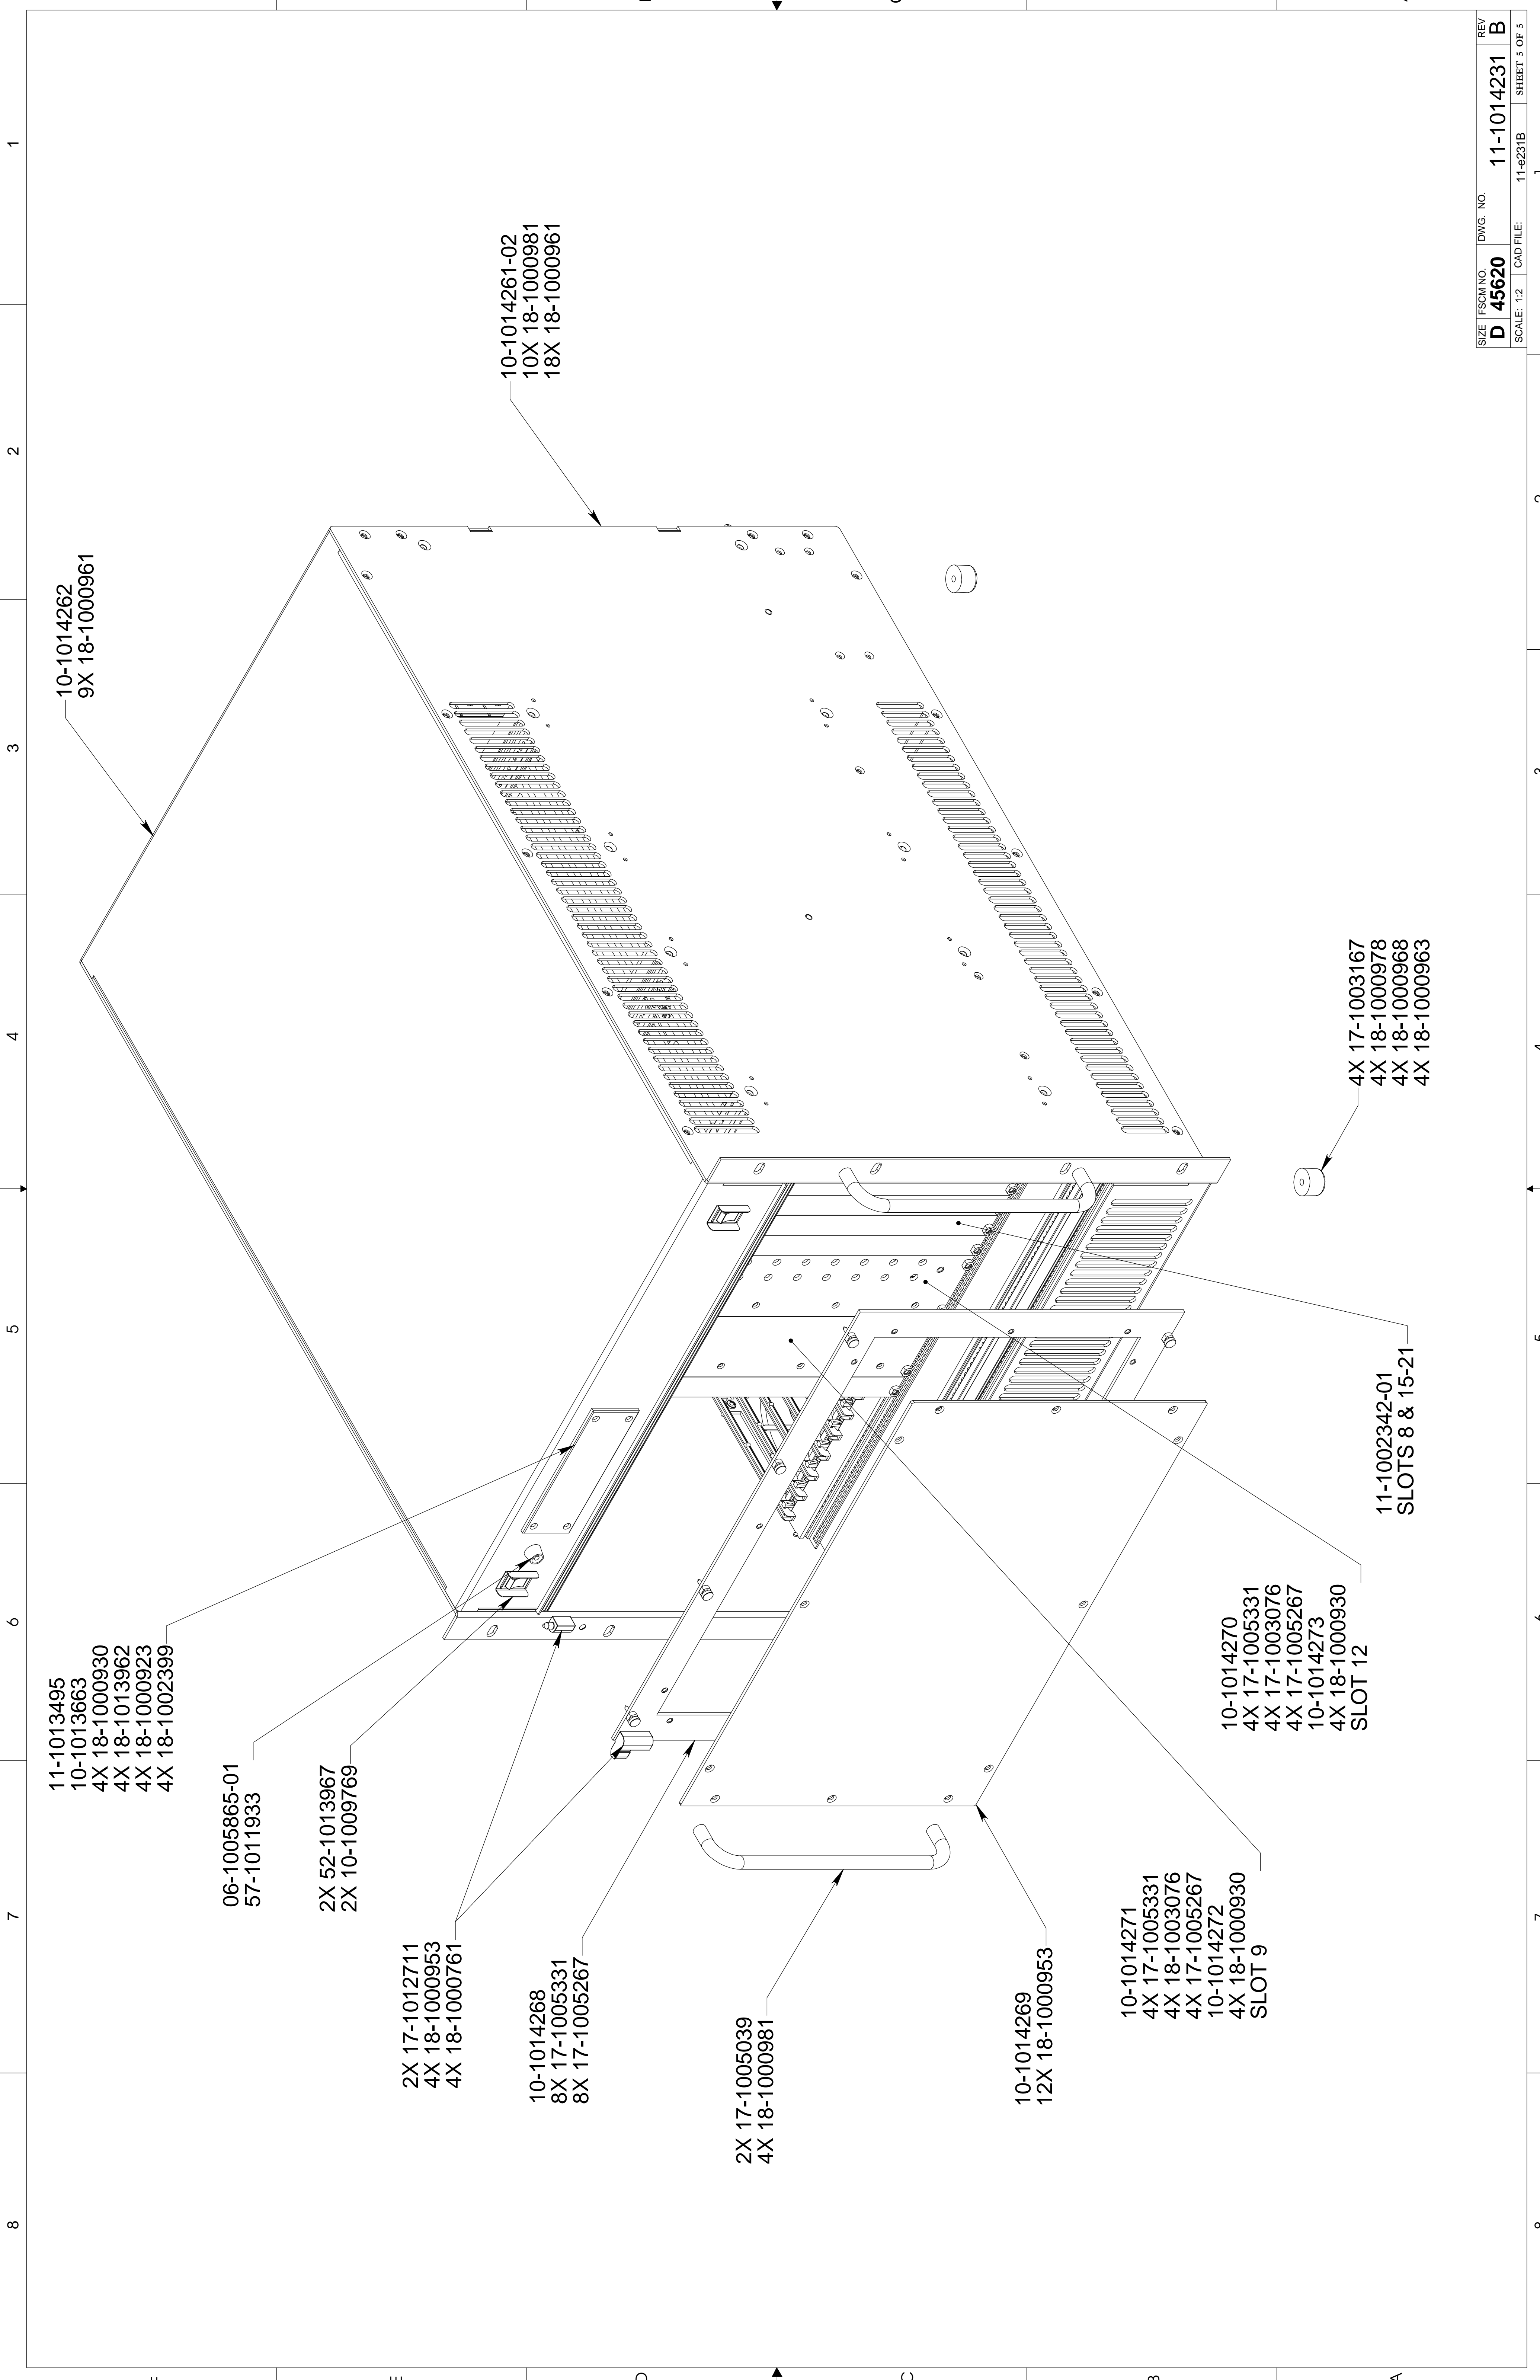 8 7 6 5 4 3 2 1
11-1013495
10-1013663
4X 18-1000930
4X 18-1013962
4X 18-1000923
4X 18-1002399
10-1014262
9X 18-1000961
06-1005865-01
57-1011933
2X 52-1013967
2X 10-1009769
2X 17-1012711
4X 18-1000953
4X 18-1000761
10-1014261-02
10X 18-1000981
18X 18-1000961
10-1014268
8X 17-1005331
8X 17-1005267
2X 17-1005039
4X 18-1000981
10-1014269
12X 18-1000953
10-1014271
4X 17-1005331
4X 18-1003076
4X 17-1005267
10-1014272
4X 18-1000930
SLOT 9
10-1014270
4X 17-1005331
4X 17-1003076
4X 17-1005267
10-1014273
4X 18-1000930
SLOT 12
11-1002342-01
SLOTS 8 & 15-21
4X 17-1003167
4X 18-1000978
4X 18-1000968
4X 18-1000963
SIZE FSCM NO. DWG. NO. REV
D 45620 11-1014231 B
SCALE: 1:2 CAD FILE: 11-e231B SHEET 5 OF 5